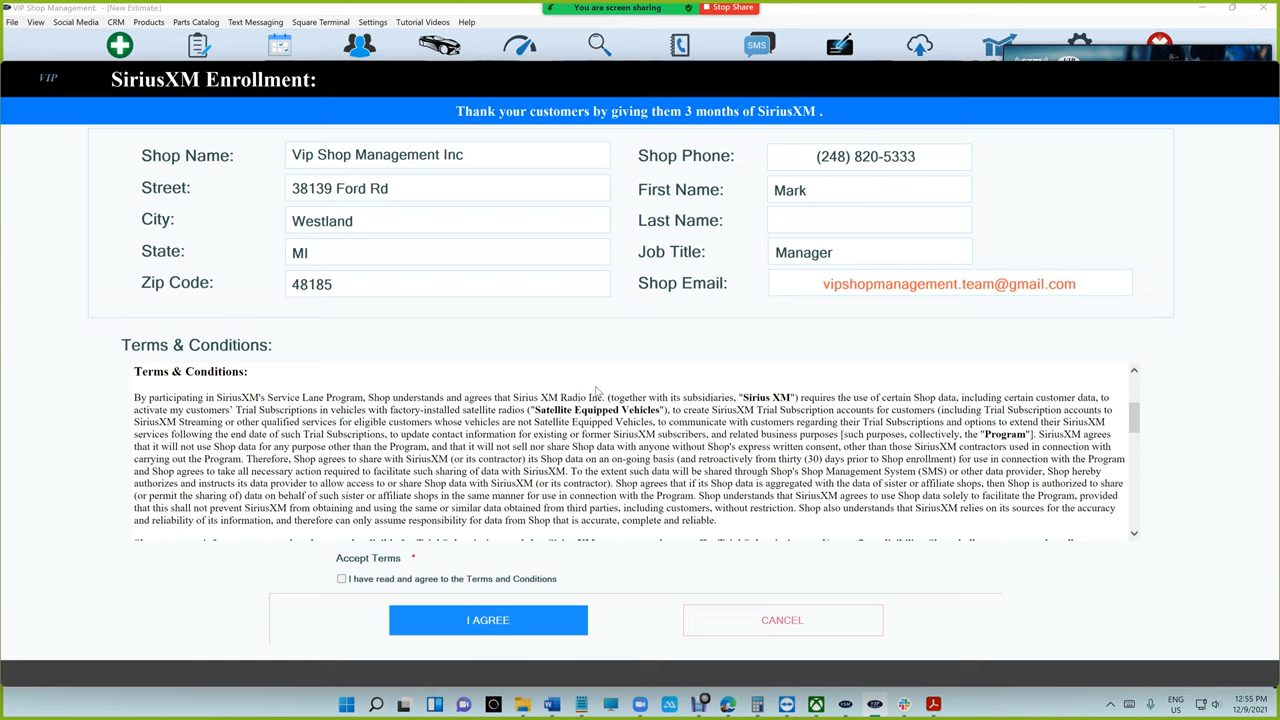 VIP Shop Management: - [New Estimate:]
You are screen sharing
Stop Share
File View Social Media CRM Products Parts Catalog Text Messaging Square Terminal Settings Tutorial Videos Help
SMS
VIP
SiriusXM Enrollment:
Thank your customers by giving them 3 months of SiriusXM .
Shop Name: Vip Shop Management Inc
Shop Phone: (248) 820-5333
Street: 38139 Ford Rd
First Name: Mark
City: Westland
Last Name:
State: MI
Job Title: Manager
Zip Code: 48185
Shop Email: vipshopmanagement.team@gmail.com
Terms & Conditions:
Terms & Conditions:
By participating in SiriusXM's Service Lane Program, Shop understands and agrees that Sirius XM Radio Inc. (together with its subsidiaries, "Sirius XM") requires the use of certain Shop data, including certain customer data, to
activate my customers' Trial Subscriptions in vehicles with factory-installed satellite radios ("Satellite Equipped Vehicles"), to create SiriusXM Trial Subscription accounts for customers (including Trial Subscription accounts to
SiriusXM Streaming or other qualified services for eligible customers whose vehicles are not Satellite Equipped Vehicles, to communicate with customers regarding their Trial Subscriptions and options to extend their SiriusXM
services following the end date of such Trial Subscriptions, to update contact information for existing or former SiriusXM subscribers, and related business purposes [such purposes, collectively, the "Program"]. SiriusXM agrees
that it will not use Shop data for any purpose other than the Program, and that it will not sell nor share Shop data with anyone without Shop's express written consent, other than those SiriusXM contractors used in connection with
carrying out the Program. Therefore, Shop agrees to share with SiriusXM (or its contractor) its Shop data on an on-going basis (and retroactively from thirty (30) days prior to Shop enrollment) for use in connection with the Program
and Shop agrees to take all necessary action required to facilitate such sharing of data with SiriusXM. To the extent such data will be shared through Shop's Shop Management System (SMS) or other data provider, Shop hereby
authorizes and instructs its data provider to allow access to or share Shop data with SiriusXM (or its contractor). Shop agrees that if its Shop data is aggregated with the data of sister or affiliate shops, then Shop is authorized to share
(or permit the sharing of) data on behalf of such sister or affiliate shops in the same manner for use in connection with the Program. Shop understands that SiriusXM agrees to use Shop data solely to facilitate the Program, provided
that this shall not prevent SiriusXM from obtaining and using the same or similar data obtained from third parties, including customers, without restriction. Shop also understands that SiriusXM relies on its sources for the accuracy
and reliability of its information, and therefore can only assume responsibility for data from Shop that is accurate, complete and reliable.
Accept Terms *
I have read and agree to the Terms and Conditions
I AGREE
CANCEL
ENG
US
12:55 PM
12/9/2021